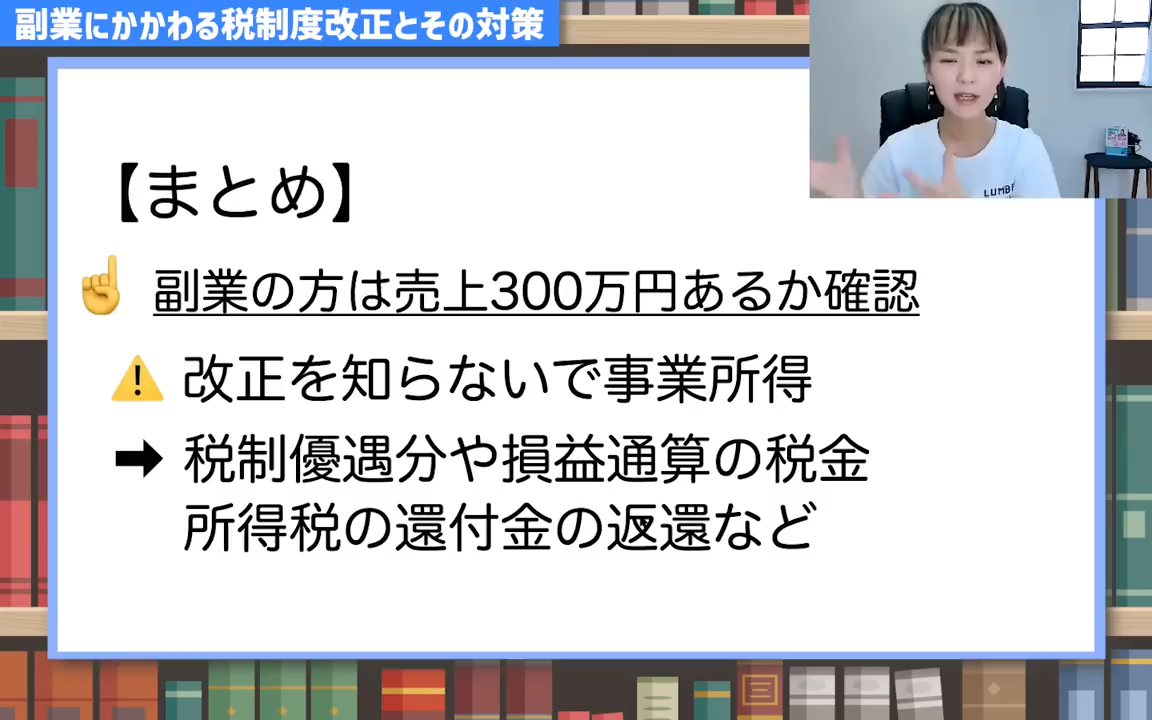 副業にかかわる税制度改正とその対策
【まとめ】
☝副業の方は売上300万円あるか確認
⚠改正を知らないで事業所得
➡税制優遇分や損益通算の税金
所得税の還付金の返還など